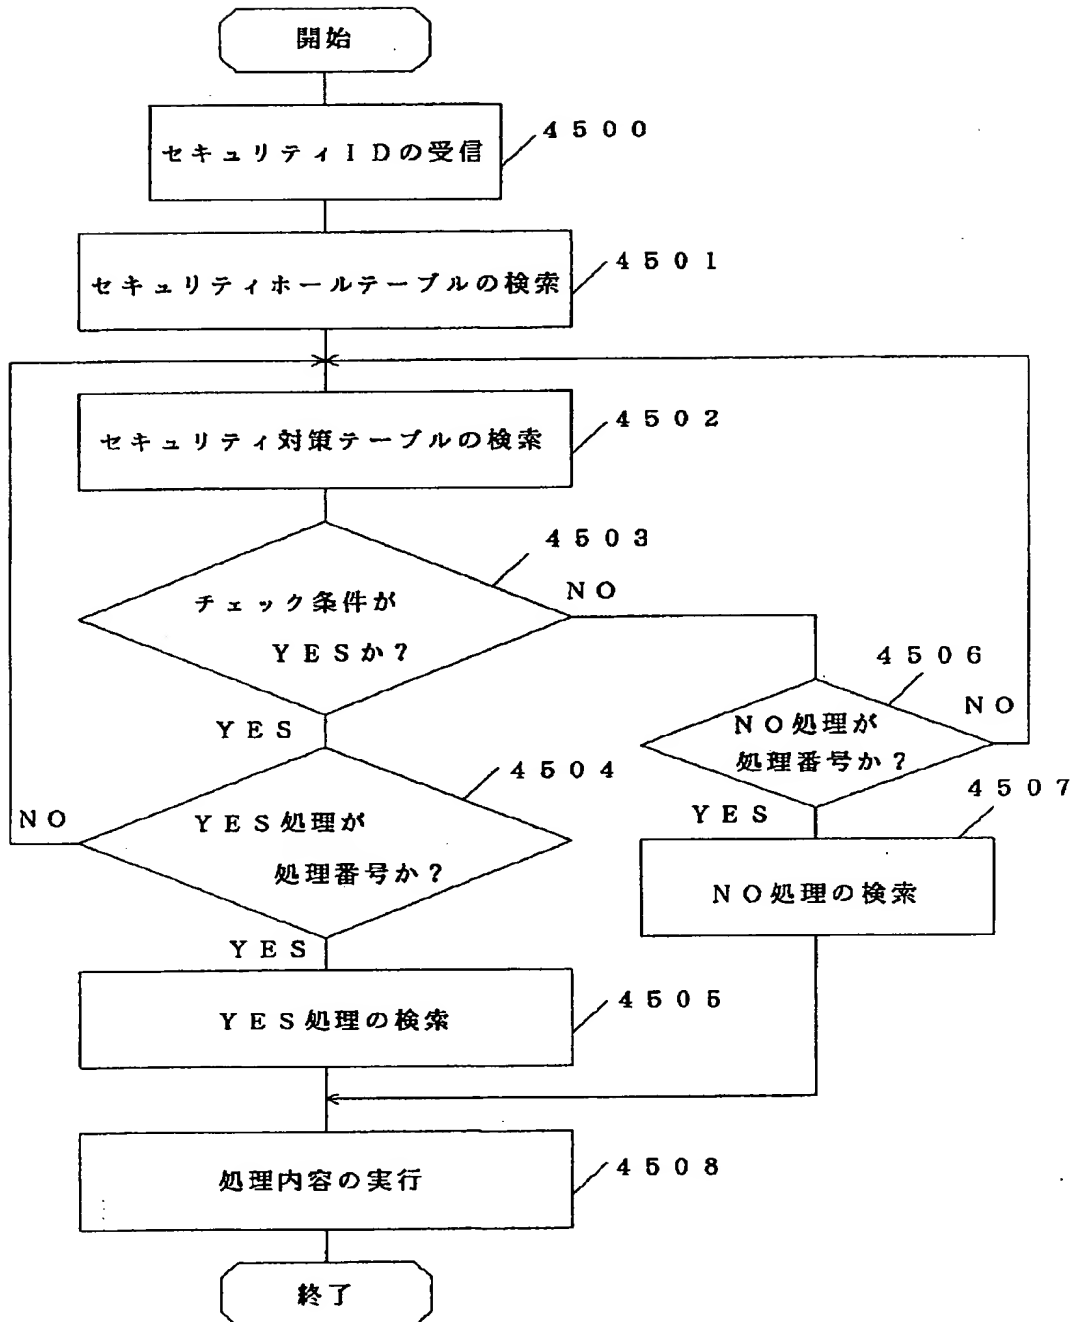 開始
セキュリティIDの受信
4500
セキュリティホールテーブルの検索
4501
セキュリティ対策テーブルの検索
4502
チェック条件が
YESか?
4503
NO
YES
NO処理が
処理番号か?
4506
NO
YES
YES処理が
処理番号か?
4504
NO
YES
NO処理の検索
4507
YES処理の検索
4505
処理内容の実行
4508
終了